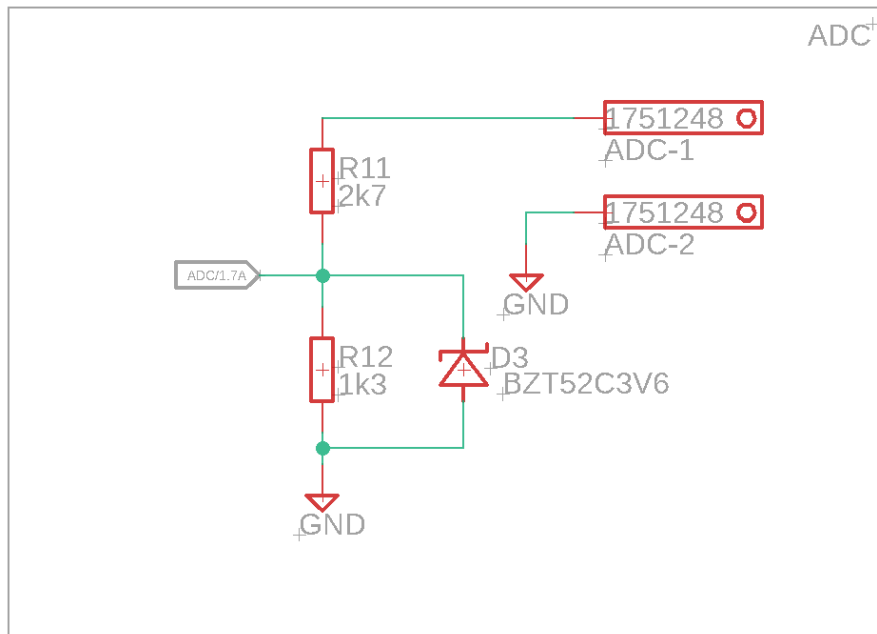 ADC
1751248
ADC-1
R11
2k7
1751248
ADC-2
ADC/1.7A
GND
R12
1k3
D3
BZT52C3V6
GND